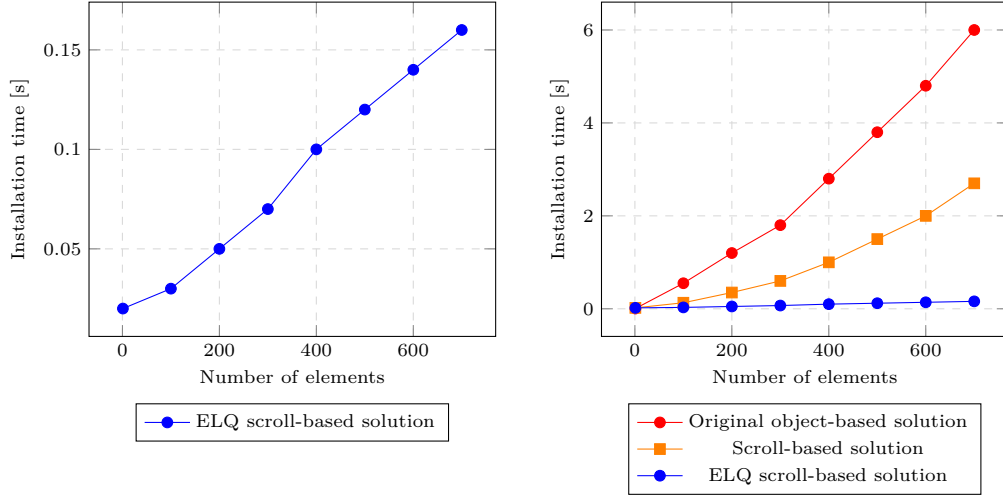 0.15
0.1
0.05
Installation time [s]
0
200
400
600
Number of elements
ELQ scroll-based solution
6
4
2
0
Installation time [s]
0
200
400
600
Number of elements
Original object-based solution
Scroll-based solution
ELQ scroll-based solution